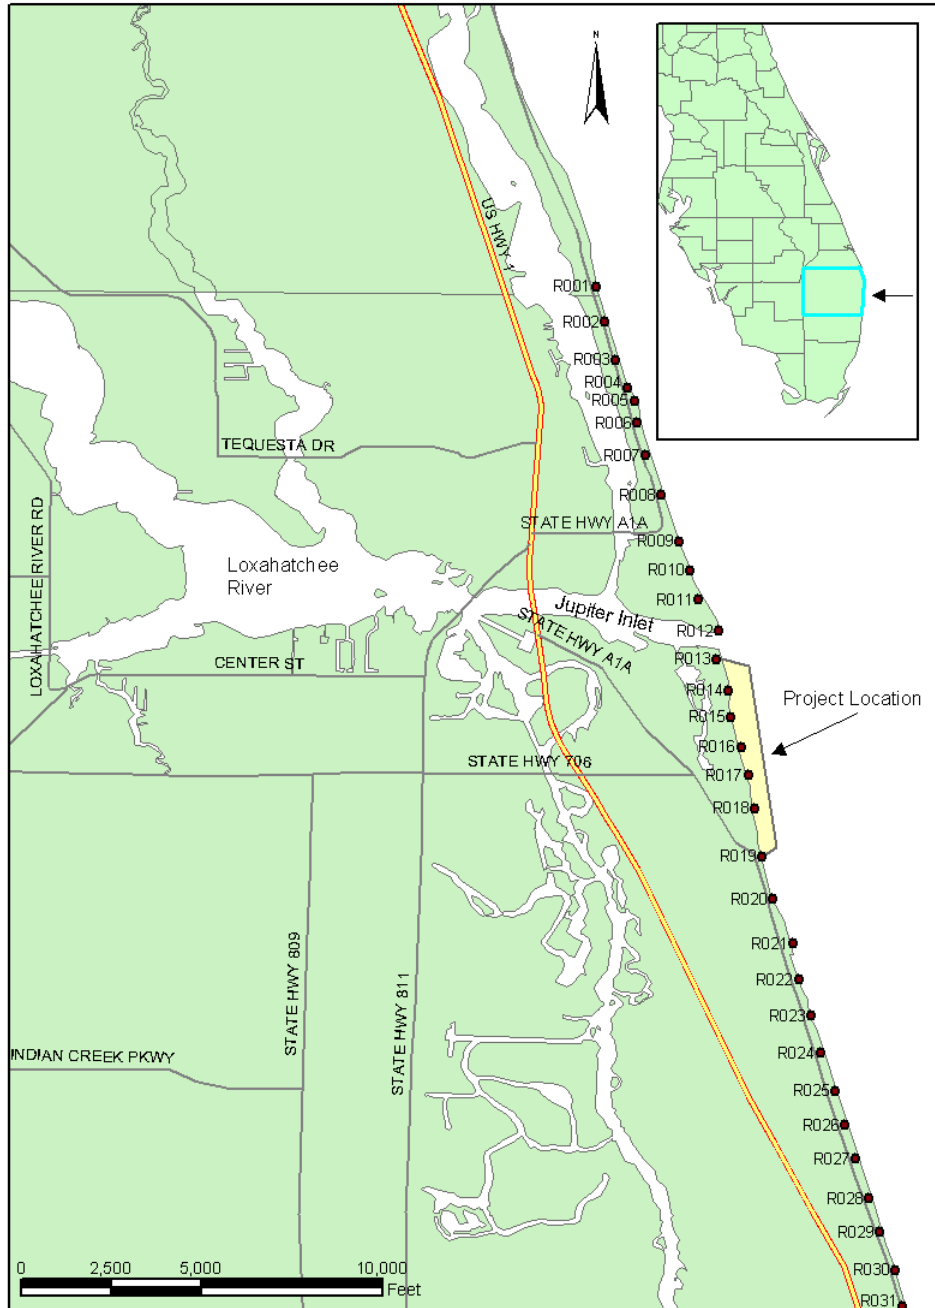 N
US HWY 1
R001
R002
R003
R004
R005
R006
R007
R008
R009
R010
R011
R012
R013
R014
R015
R016
R017
R018
R019
R020
R021
R022
R023
R024
R025
R026
R027
R028
R029
R030
R031
TEQUESTA DR
STATE HWY A1A
LOXAHATCHEE RIVER RD
Loxahatchee
River
Jupiter Inlet
STATE HWY A1A
CENTER ST
Project Location
STATE HWY 706
STATE HWY 809
STATE HWY 811
INDIAN CREEK PKWY
0 2,500 5,000 10,000
Feet